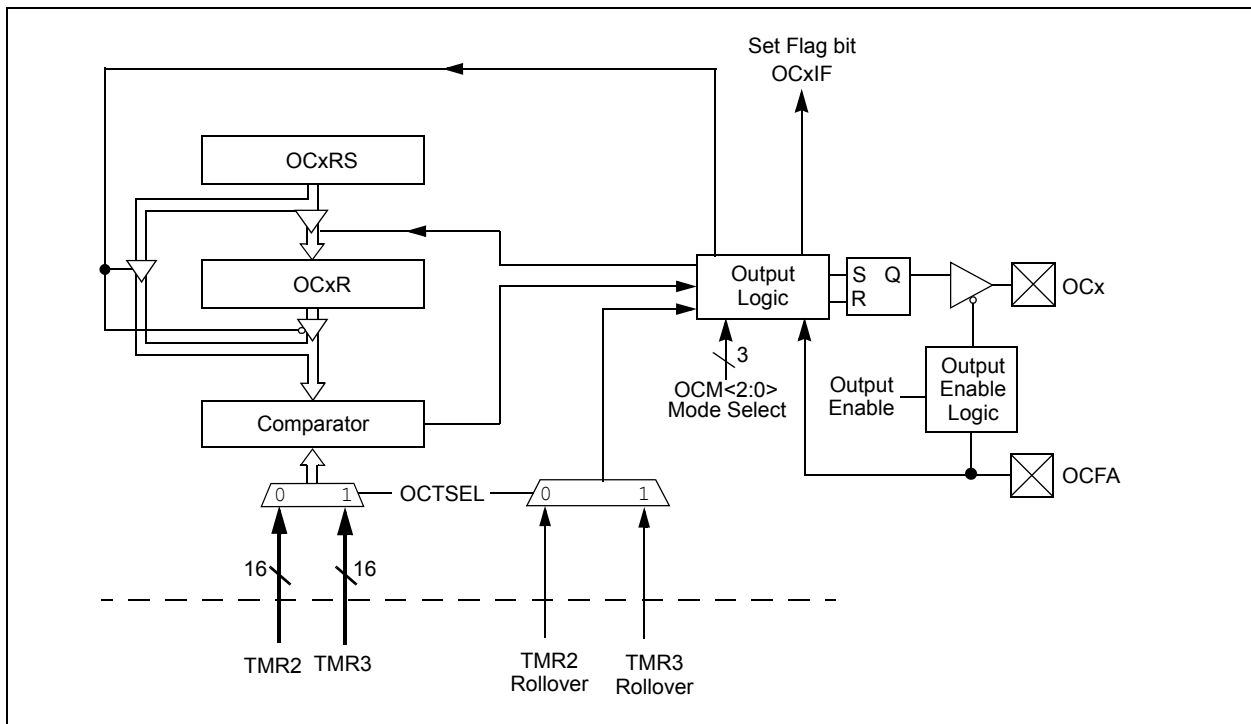 Set Flag bit
OCxIF
OCxRS
OCxR
Output
Logic
S Q
R
OCx
3
OCM<2:0>
Mode Select
Output
Enable
Output
Enable
Logic
Comparator
0 1
OCTSEL
0 1
OCFA
16
16
TMR2
TMR3
TMR2
Rollover
TMR3
Rollover